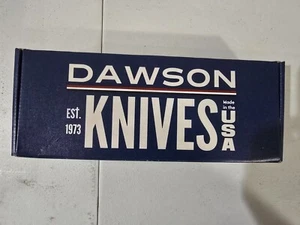 DAWSON
EST.
1973
KNIVES
Made
in the
USA